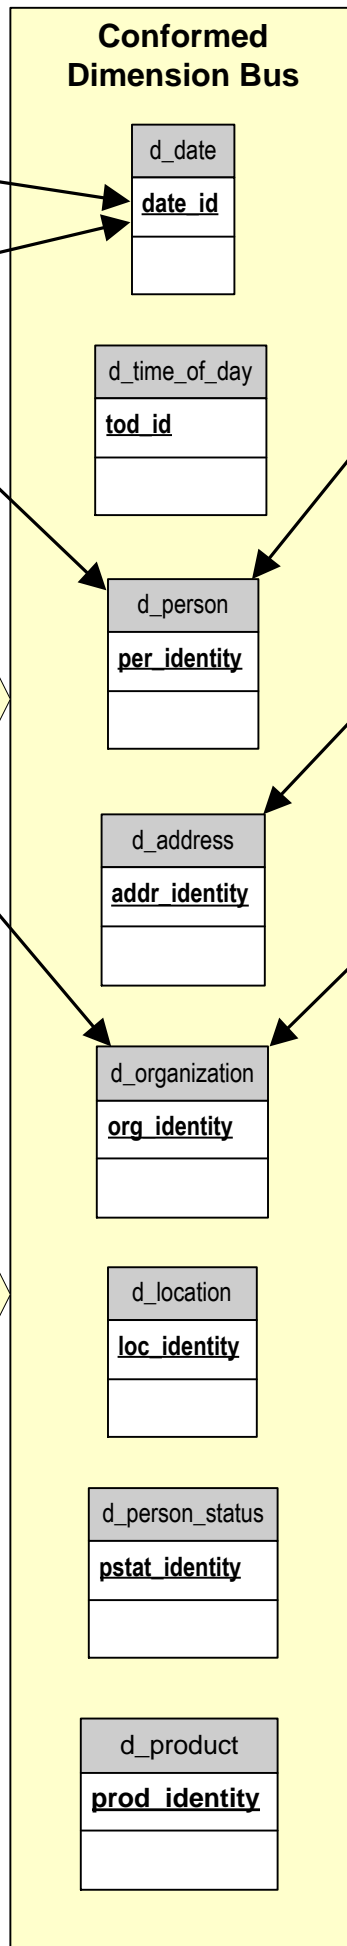 Conformed
Dimension Bus
d_date
date_id
d_time_of_day
tod_id
d_person
per_identity
d_address
addr_identity
d_organization
org_identity
d_location
loc_identity
d_person_status
pstat_identity
d_product
prod_identity